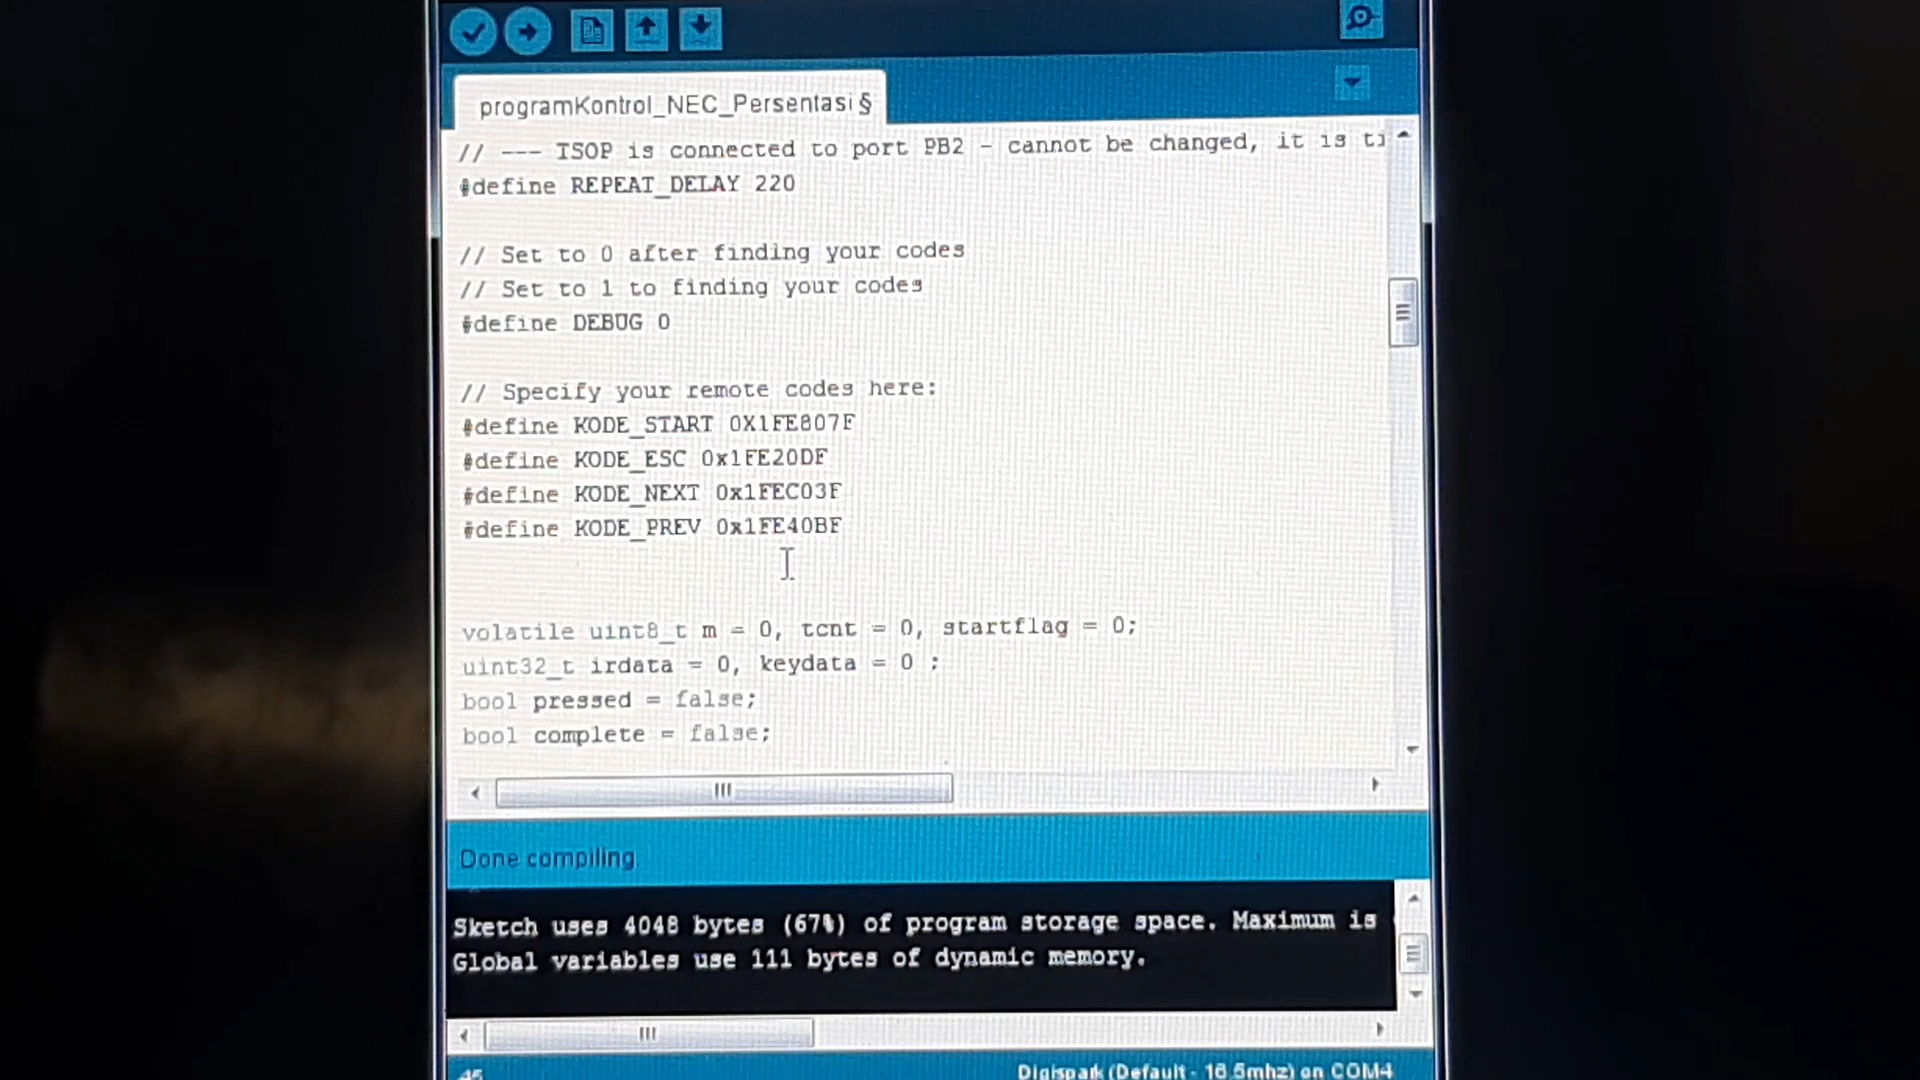 programKontrol_NEC_Persentasi §
// --- TSOP is connected to port PB2 - cannot be changed, it is
#define REPEAT_DELAY 220
// Set to 0 after finding your codes
// Set to 1 to finding your codes
#define DEBUG 0
// Specify your remote codes here:
#define KODE_START 0X1FE807F
#define KODE_ESC 0x1FE20DF
#define KODE_NEXT 0x1FEC03F
#define KODE_PREV 0x1FE40BF
volatile uint8_t m = 0, tcnt = 0, startflag = 0;
uint32_t irdata = 0, keydata = 0 ;
bool pressed = false;
bool complete = false;
Done compiling
Sketch uses 4048 bytes (67%) of program storage space. Maximum is
Global variables use 111 bytes of dynamic memory.
Digispark (Default - 16.5mhz) on COM4